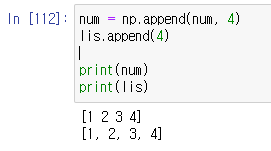 In [112]:
num = np.append(num, 4)
lis.append(4)
print(num)
print(lis)
[1 2 3 4]
[1, 2, 3, 4]